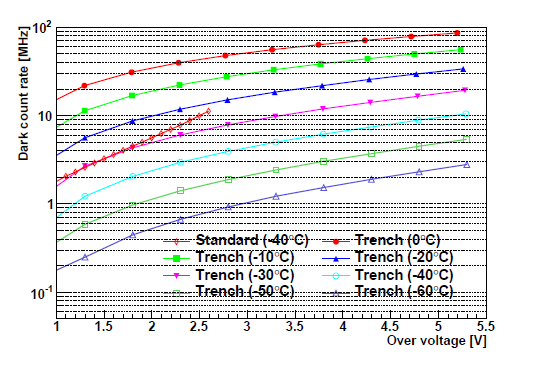 10²
Dark count rate [MHz]
10
1
10⁻¹
Standard (-40°C)
Trench (0°C)
Trench (-10°C)
Trench (-20°C)
Trench (-30°C)
Trench (-40°C)
Trench (-50°C)
Trench (-60°C)
1 1.5 2 2.5 3 3.5 4 4.5 5 5.5
Over voltage [V]